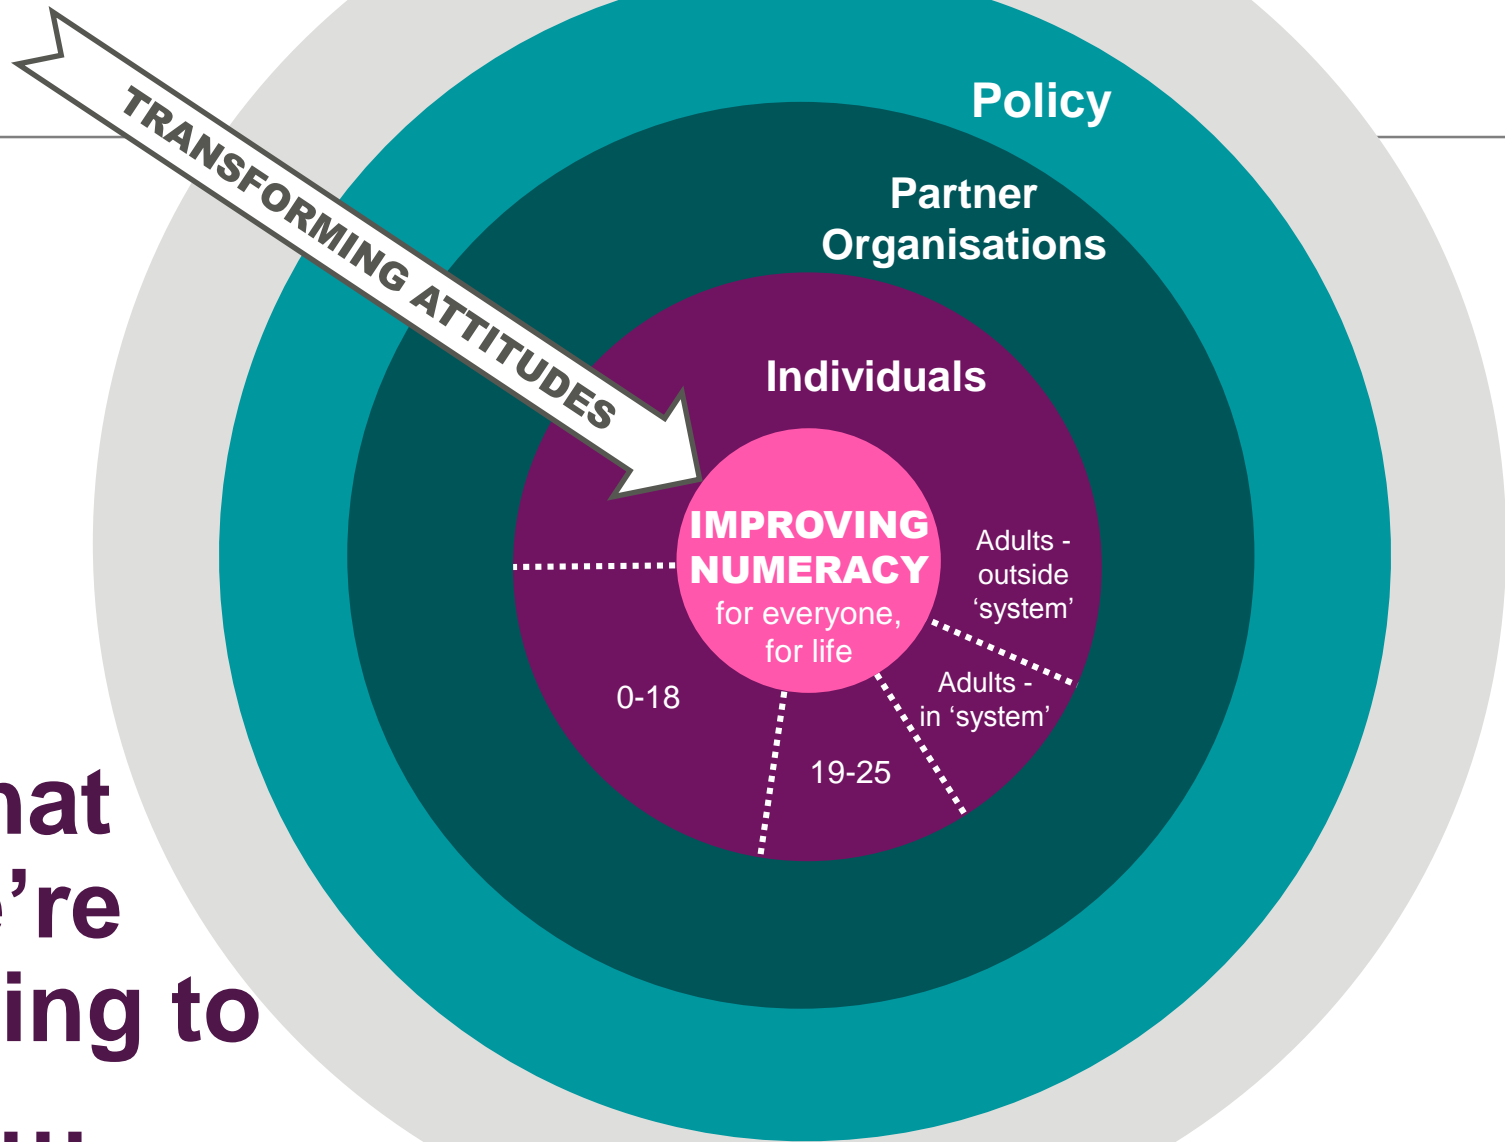 TRANSFORMING ATTITUDES
Policy
Partner
Organisations
Individuals
IMPROVING
NUMERACY
for everyone,
for life
Adults -
outside
‘system’
Adults -
in ‘system’
19-25
0-18
hat
e’re
ing to
...